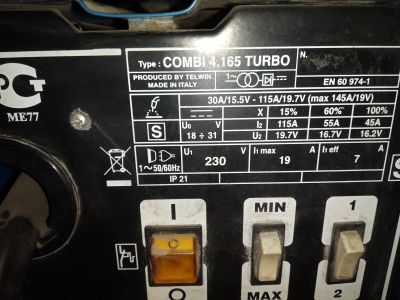 Type : COMBI 4.165 TURBO
N.
PRODUCED BY TELWIN.
MADE IN ITALY
1~
EN 60 974-1
ME77
30A/15.5V - 115A/19.7V (max 145A/19V)
X 15% 60% 100%
S U0 V I2 115A 55A 45A
18 ÷ 31 U2 19.7V 16.7V 16.2V
1~50/60Hz U1 230 V I1 max 19 A I1 eff 7 A
IP 21
S
I MIN 1
O MAX 2